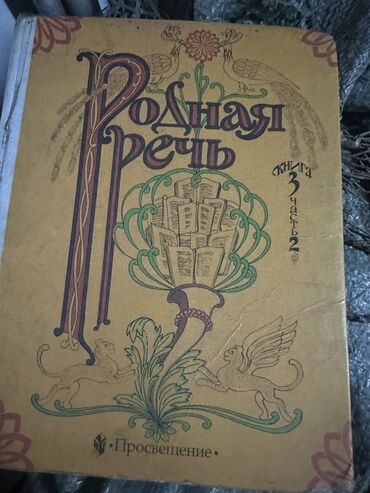 Родная
речь
книга
3
часть
2
• Просвещение •